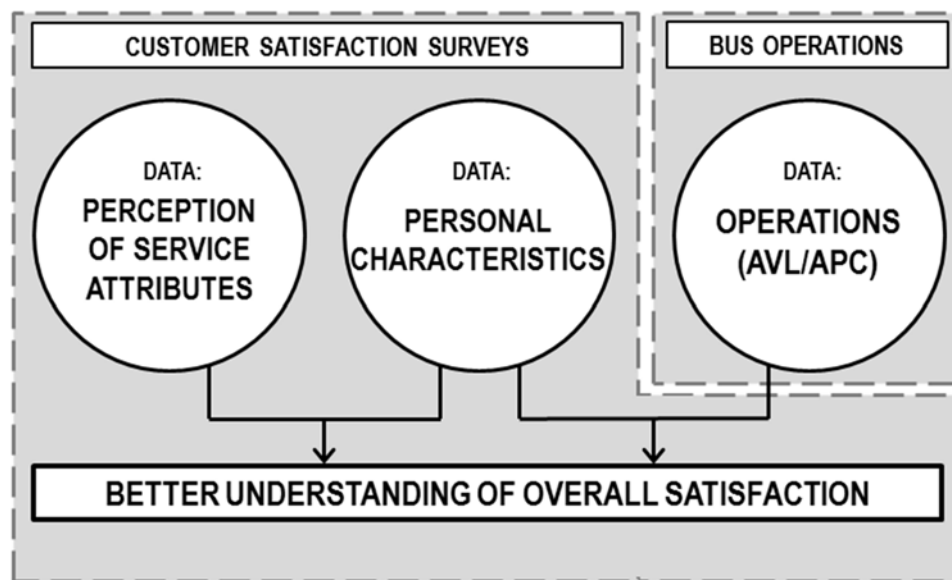 CUSTOMER SATISFACTION SURVEYS
BUS OPERATIONS
DATA:
PERCEPTION
OF SERVICE
ATTRIBUTES
DATA:
PERSONAL
CHARACTERISTICS
DATA:
OPERATIONS
(AVL/APC)
BETTER UNDERSTANDING OF OVERALL SATISFACTION